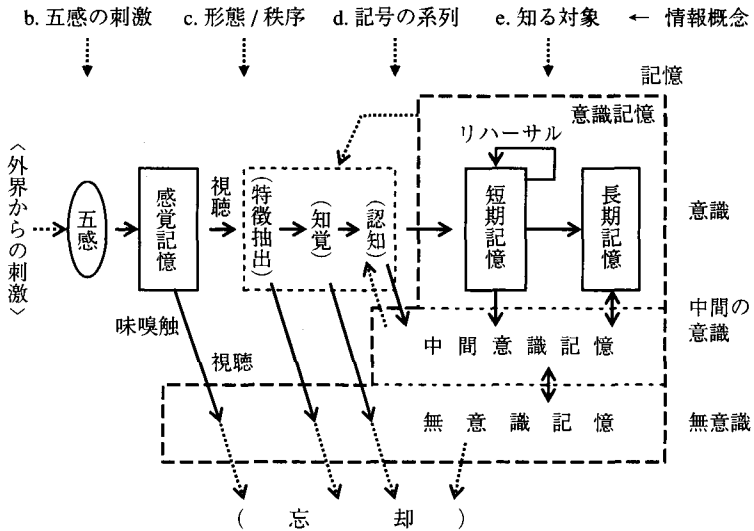 b. 五感の刺激 c. 形態/秩序 d. 記号の系列 e. 知る対象 ← 情報概念
記憶
意識記憶
リハーサル
〈外界からの刺激〉
五感
感覚記憶
視聴
(特徴抽出)
(知覚)
(認知)
短期記憶
長期記憶
意識
味嗅触
視聴
中間意識記憶
中間の
意識
無意識記憶
無意識
(忘却)